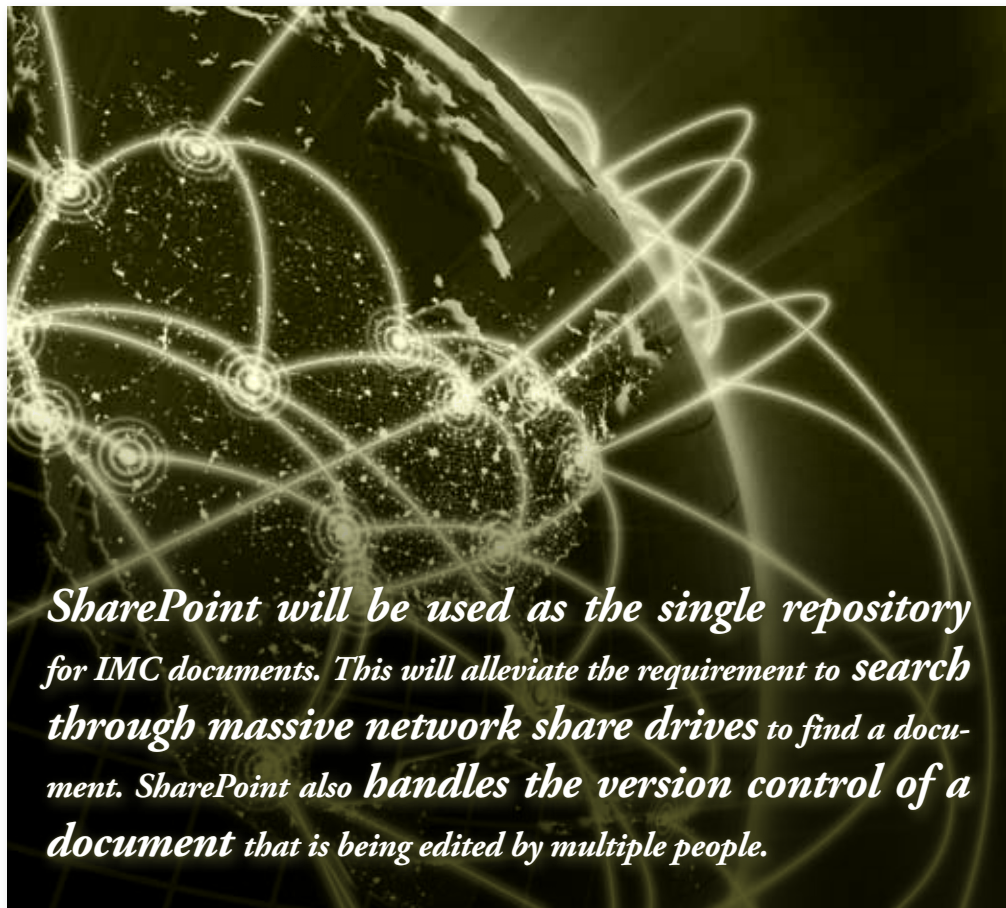 SharePoint will be used as the single repository
for IMC documents. This will alleviate the requirement to search
through massive network share drives to find a docu-
ment. SharePoint also handles the version control of a
document that is being edited by multiple people.